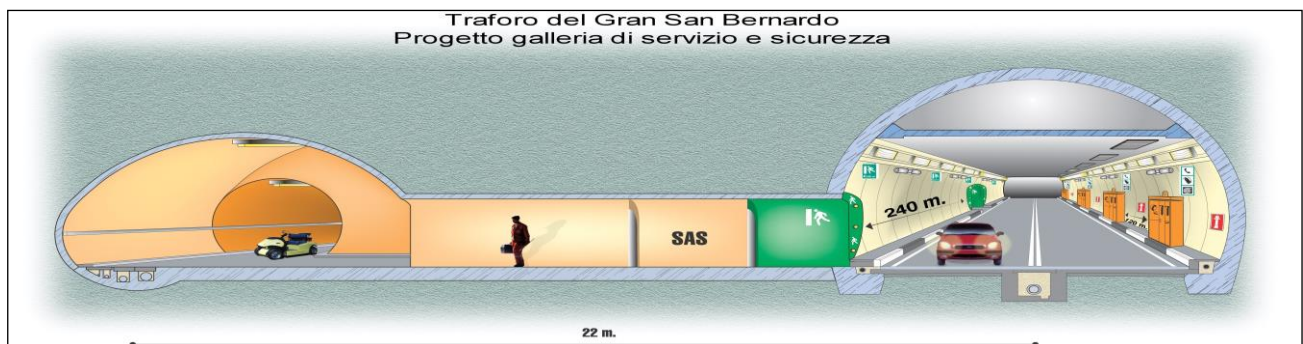 Traforo del Gran San Bernardo
Progetto galleria di servizio e sicurezza
SAS
240 m.
22 m.